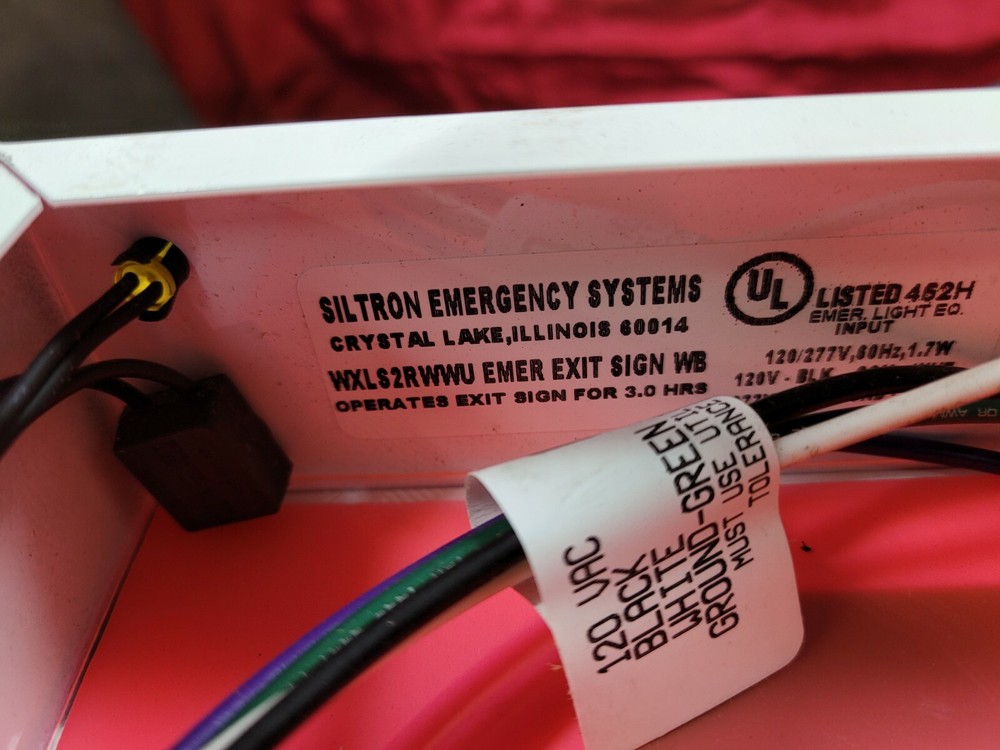 SILTRON EMERGENCY SYSTEMS
CRYSTAL LAKE, ILLINOIS 60014
WXLS2RWWU EMER EXIT SIGN WB
OPERATES EXIT SIGN FOR 3.0 HRS
UL
LISTED 462H
EMER. LIGHT EQ.
INPUT
120/277V,60Hz,1.7W
120V - BLK
120 VAC
BLACK
WHITE
GROUND-GREEN
MUST USE UT
TOLERANCE